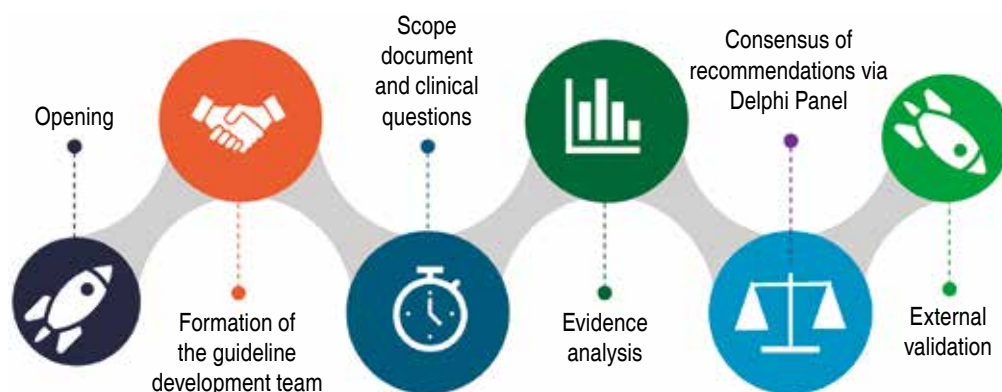 Opening
Formation of
the guideline
development team
Scope
document
and clinical
questions
Evidence
analysis
Consensus of
recommendations via
Delphi Panel
External
validation